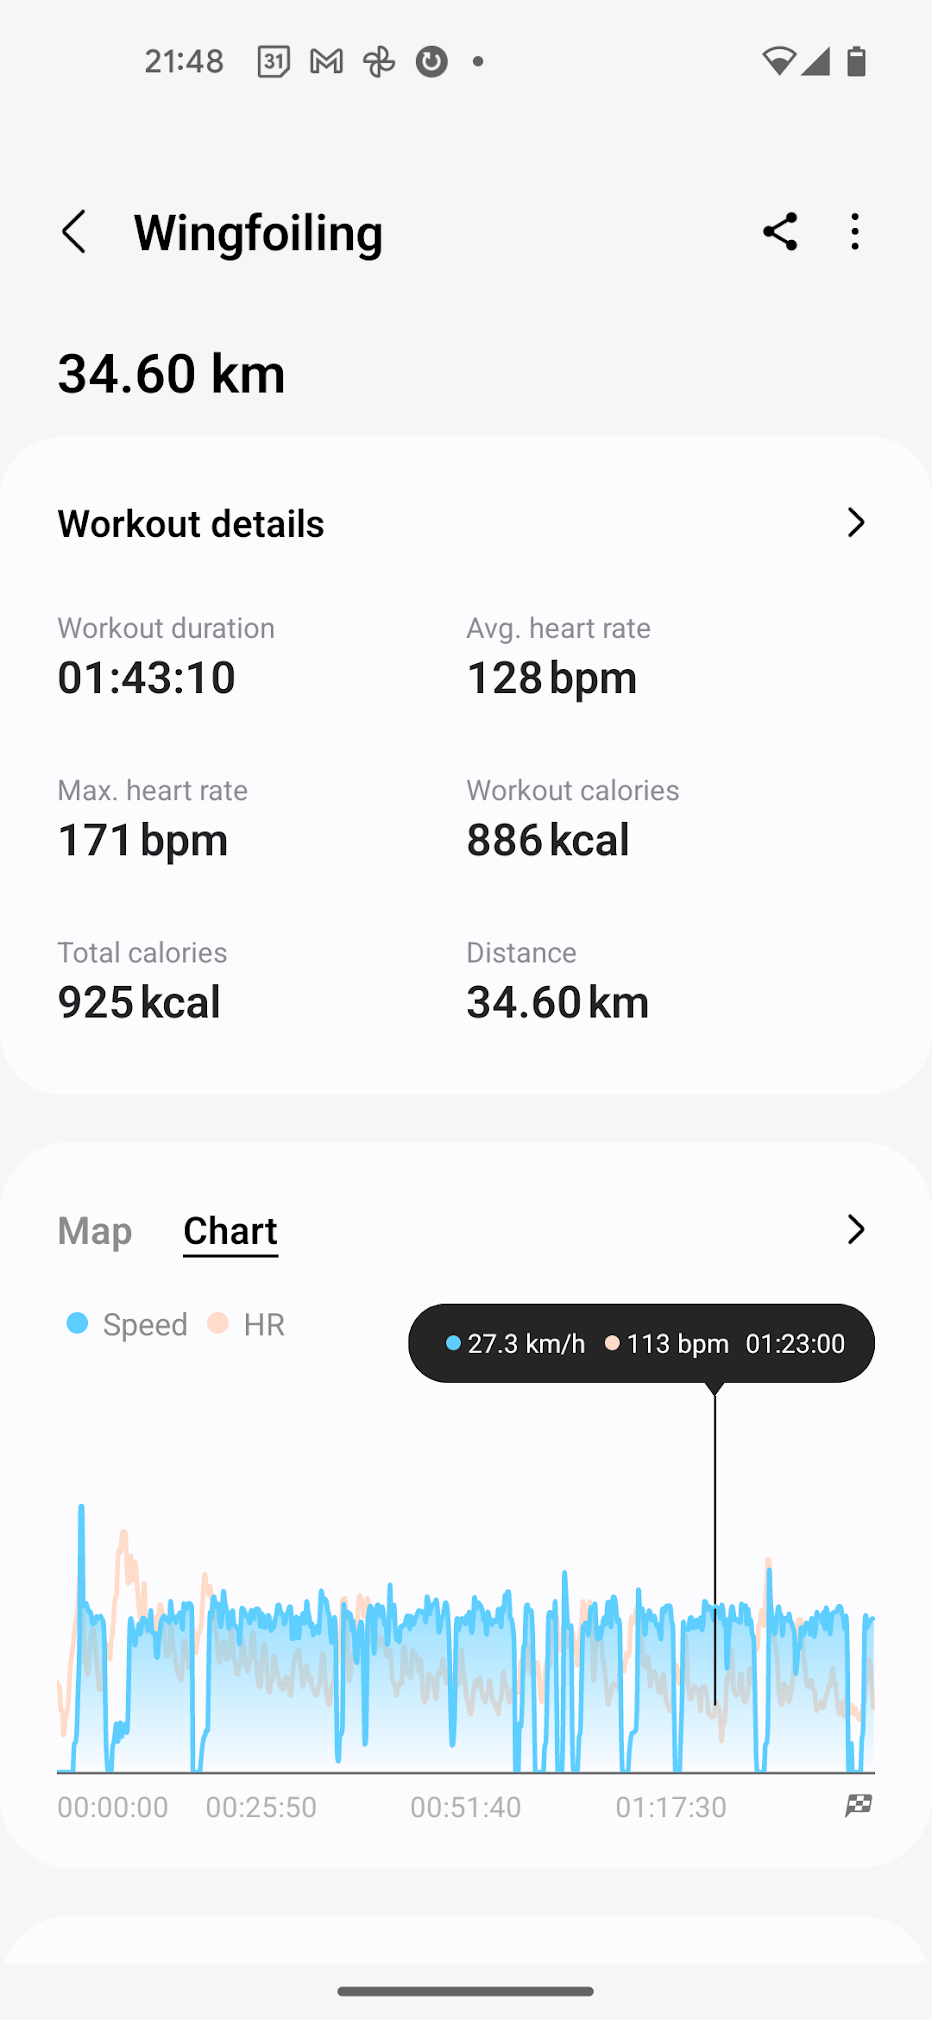 21:48 31
Wingfoiling
34.60 km
Workout details
Workout duration Avg. heart rate
01:43:10 128 bpm
Max. heart rate Workout calories
171 bpm 886 kcal
Total calories Distance
925 kcal 34.60 km
Map Chart
Speed HR
27.3 km/h 113 bpm 01:23:00
00:00:00 00:25:50 00:51:40 01:17:30